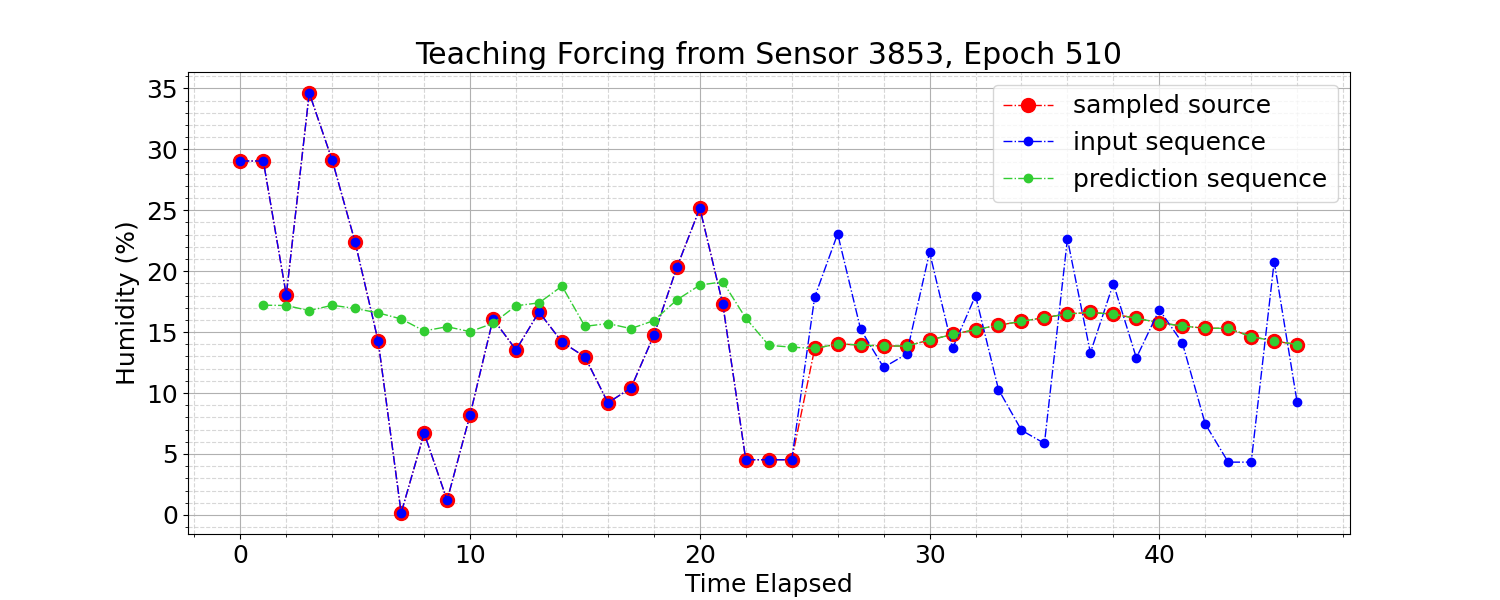 Teaching Forcing from Sensor 3853, Epoch 510
35
30
25
20
15
10
5
0
Humidity (%)
sampled source
input sequence
prediction sequence
0 10 20 30 40
Time Elapsed